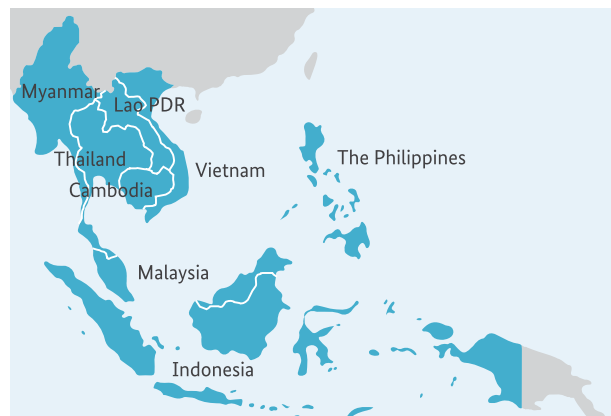 Myanmar
Lao PDR
Thailand
Vietnam
The Philippines
Cambodia
Malaysia
Indonesia